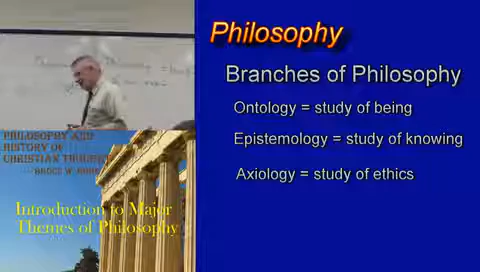 Philosophy
Branches of Philosophy
Ontology = study of being
Epistemology = study of knowing
Axiology = study of ethics
PHILOSOPHY AND
HISTORY OF
CHRISTIAN THOUGHT
Introduction to Major
Themes of Philosophy